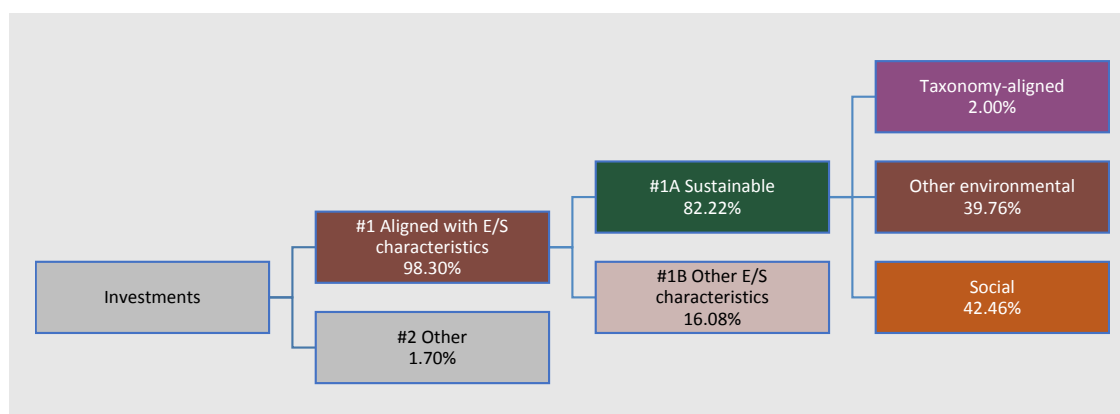 Investments
#1 Aligned with E/S
characteristics
98.30%
#2 Other
1.70%
#1A Sustainable
82.22%
#1B Other E/S
characteristics
16.08%
Taxonomy-aligned
2.00%
Other environmental
39.76%
Social
42.46%